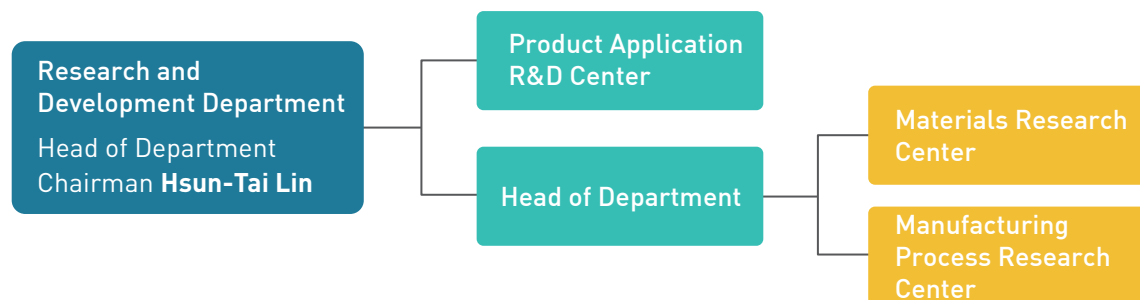 Research and
Development Department
Head of Department
Chairman Hsun-Tai Lin
Product Application
R&D Center
Head of Department
Materials Research
Center
Manufacturing
Process Research
Center